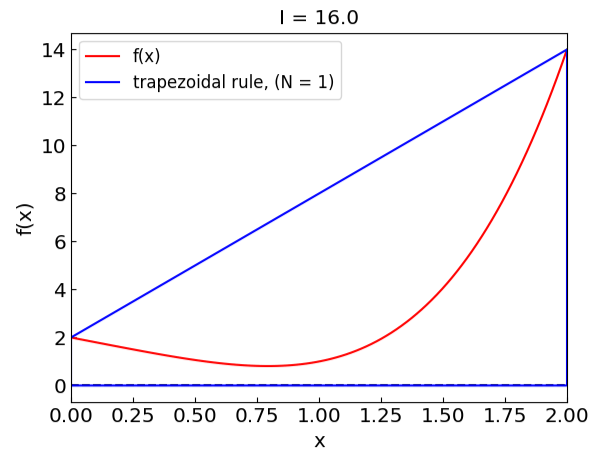 I = 16.0
f(x)
trapezoidal rule, (N = 1)
14
12
10
8
6
4
2
0
f(x)
0.00 0.25 0.50 0.75 1.00 1.25 1.50 1.75 2.00
x